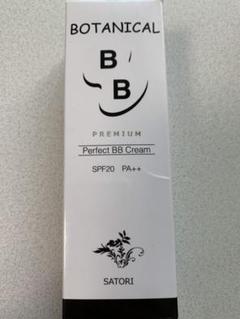 BOTANICAL
B
B
PREMIUM
Perfect BB Cream
SPF20 PA++
SATORI